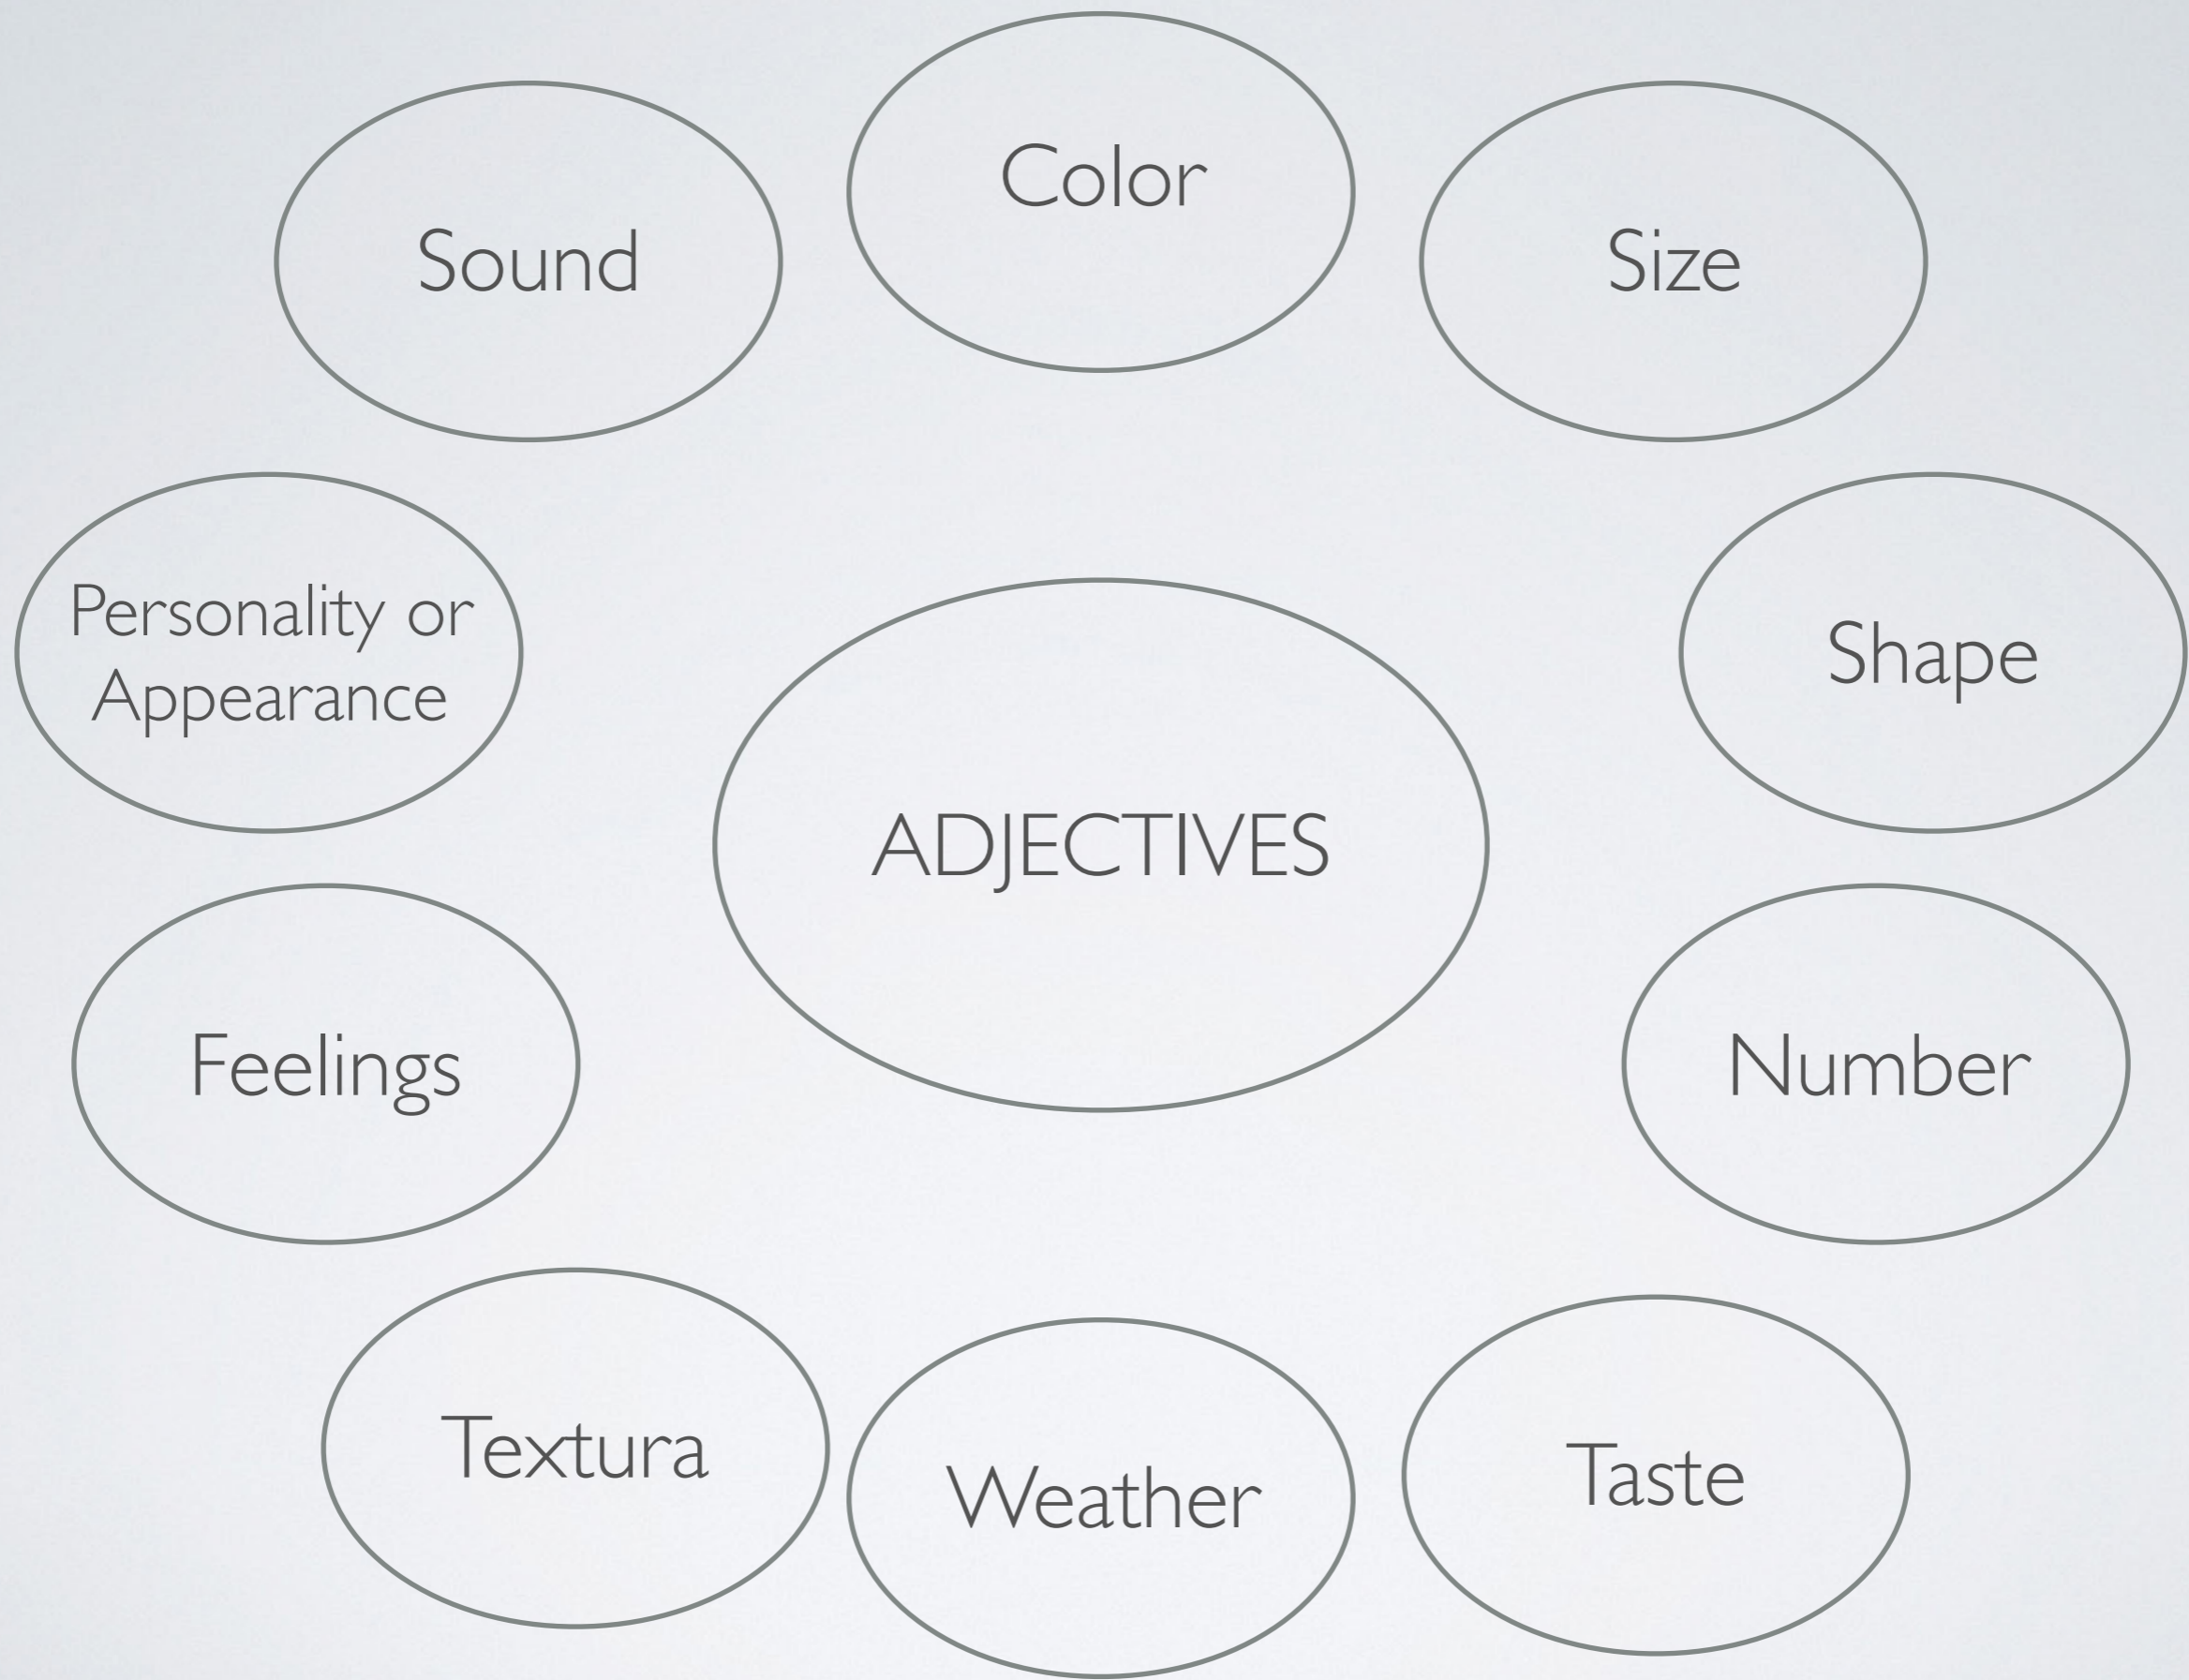 Color
Sound
Size
Personality or
Appearance
Shape
ADJECTIVES
Feelings
Number
Textura
Weather
Taste